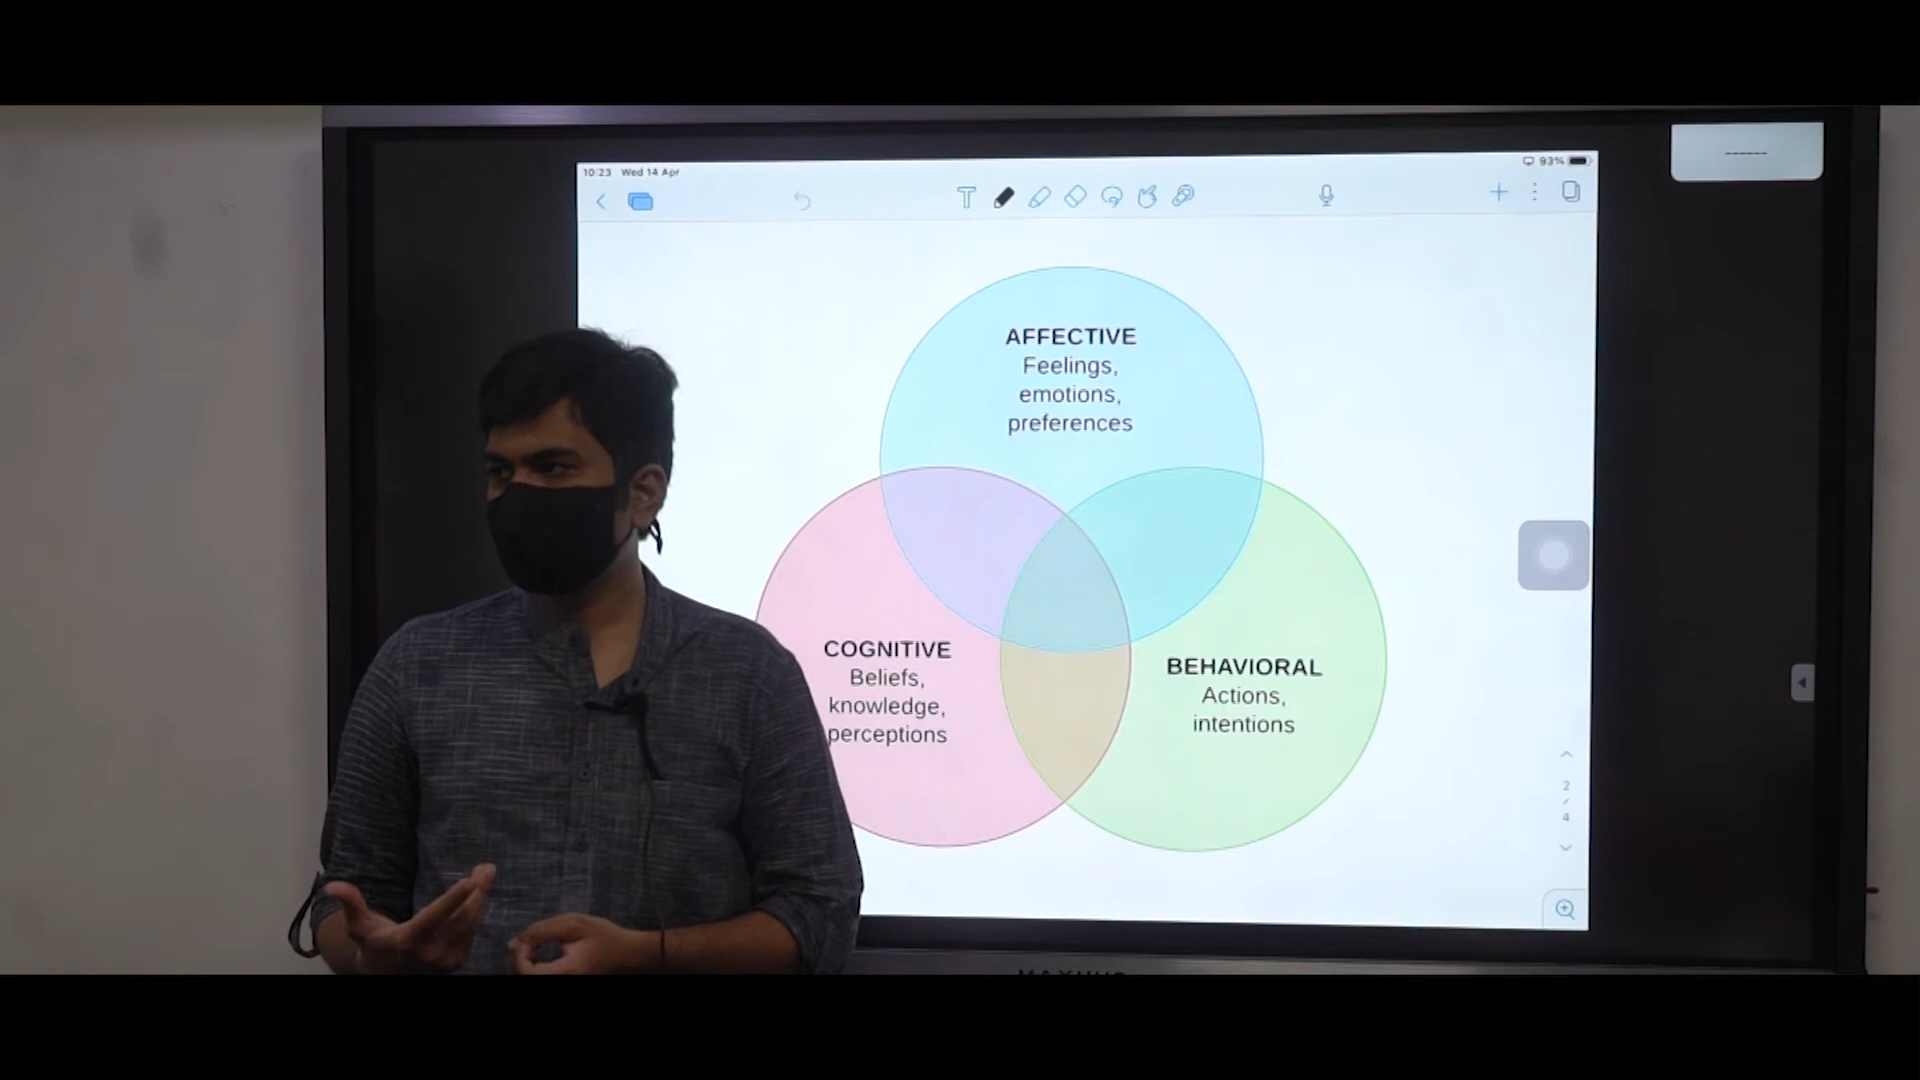 10:23 Wed 14 Apr
93%
AFFECTIVE
Feelings,
emotions,
preferences
COGNITIVE
Beliefs,
knowledge,
perceptions
BEHAVIORAL
Actions,
intentions
2
/
4